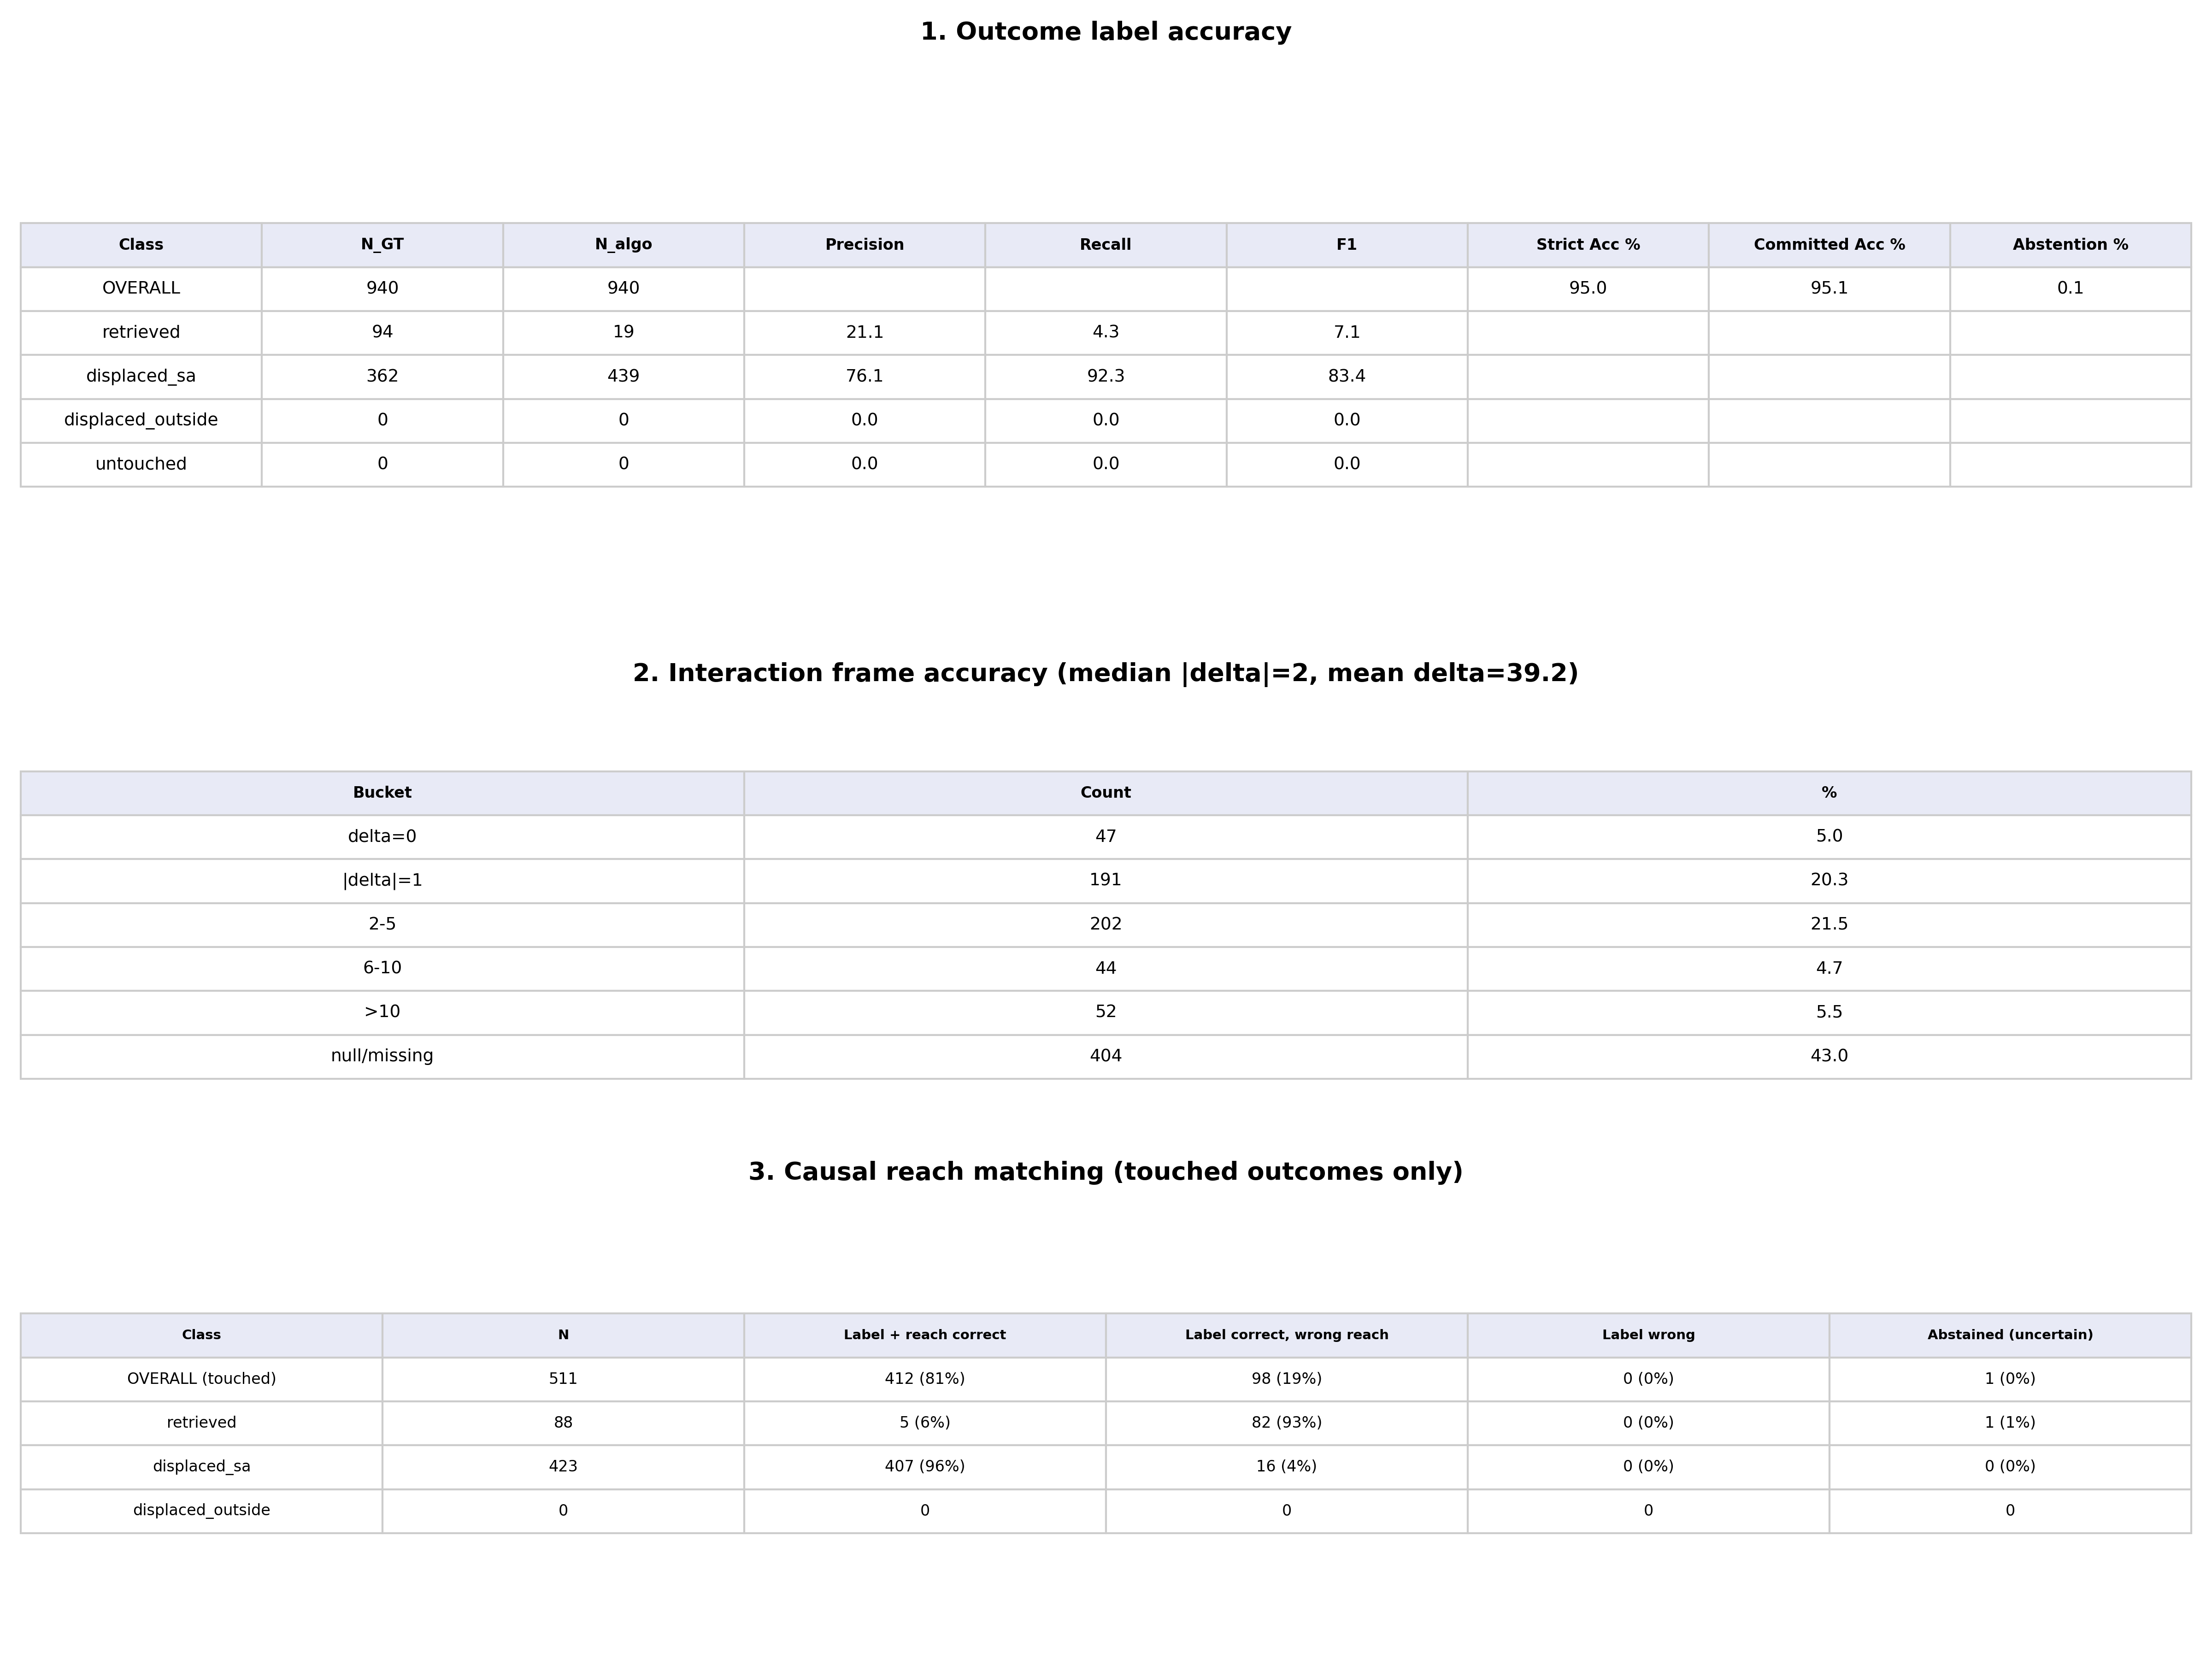 1. Outcome label accuracy
Class N_GT N_algo Precision Recall F1 Strict Acc % Committed Acc % Abstention %
OVERALL 940 940 95.0 95.1 0.1
retrieved 94 19 21.1 4.3 7.1
displaced_sa 362 439 76.1 92.3 83.4
displaced_outside 0 0 0.0 0.0 0.0
untouched 0 0 0.0 0.0 0.0
2. Interaction frame accuracy (median |delta|=2, mean delta=39.2)
Bucket Count %
delta=0 47 5.0
|delta|=1 191 20.3
2-5 202 21.5
6-10 44 4.7
>10 52 5.5
null/missing 404 43.0
3. Causal reach matching (touched outcomes only)
Class N Label + reach correct Label correct, wrong reach Label wrong Abstained (uncertain)
OVERALL (touched) 511 412 (81%) 98 (19%) 0 (0%) 1 (0%)
retrieved 88 5 (6%) 82 (93%) 0 (0%) 1 (1%)
displaced_sa 423 407 (96%) 16 (4%) 0 (0%) 0 (0%)
displaced_outside 0 0 0 0 0